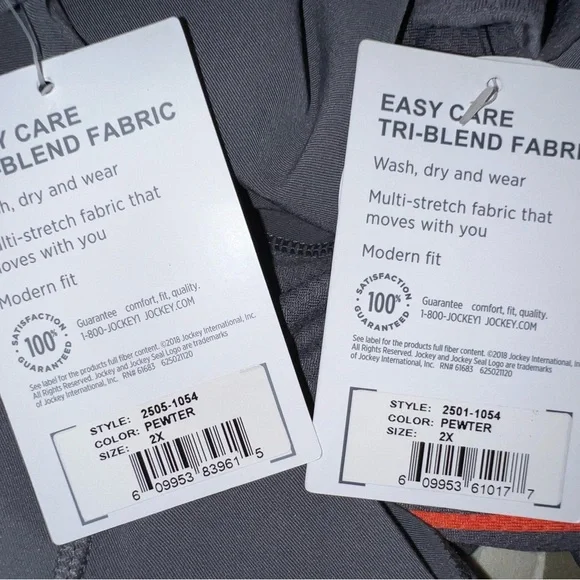 Y CARE
-BLEND FABRIC
h, dry and wear
lti-stretch fabric that
oves with you
Modern fit
SATISFACTION
100%
GUARANTEED
Guarantee comfort, fit, quality.
1-800-JOCKEY1 JOCKEY.COM
See label for the products full fiber content. ©2018 Jockey International, Inc.
All Rights Reserved. Jockey and Jockey Seal Logo are trademarks
of Jockey International, Inc. RN# 61683 625021120
STYLE: 2505-1054
COLOR: PEWTER
SIZE: 2X
6 09953 83961 5
EASY CARE
TRI-BLEND FABRI
Wash, dry and wear
Multi-stretch fabric that
moves with you
Modern fit
SATISFACTION
100%
GUARANTEED
Guarantee comfort, fit, quality.
1-800-JOCKEY1 JOCKEY.COM
See label for the products full fiber content. ©2018 Jockey International, In
All Rights Reserved. Jockey and Jockey Seal Logo are trademarks
of Jockey International, Inc. RN# 61683 625021120
STYLE: 2501-1054
COLOR: PEWTER
SIZE: 2X
6 09953 61017 7